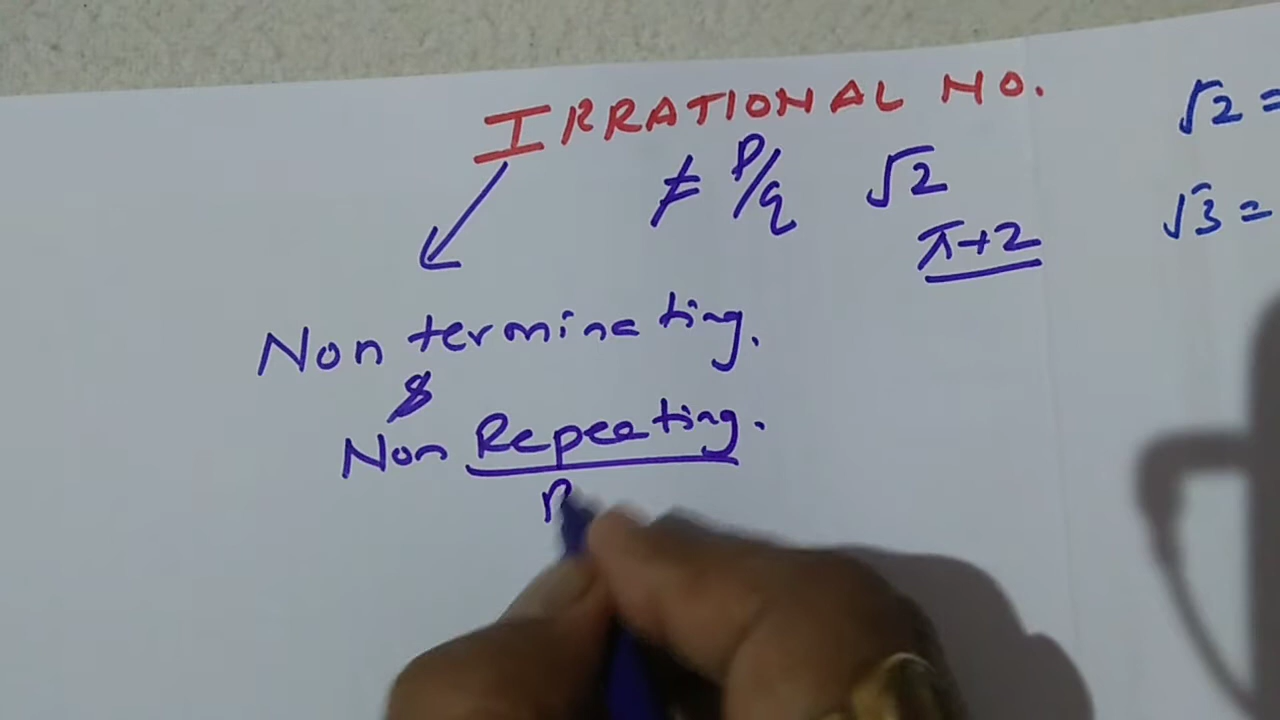 IRRATIONAL NO.
≠ P/q √2
π+2
√2 =
√3 =
Non terminating.
&
Non Repeating.